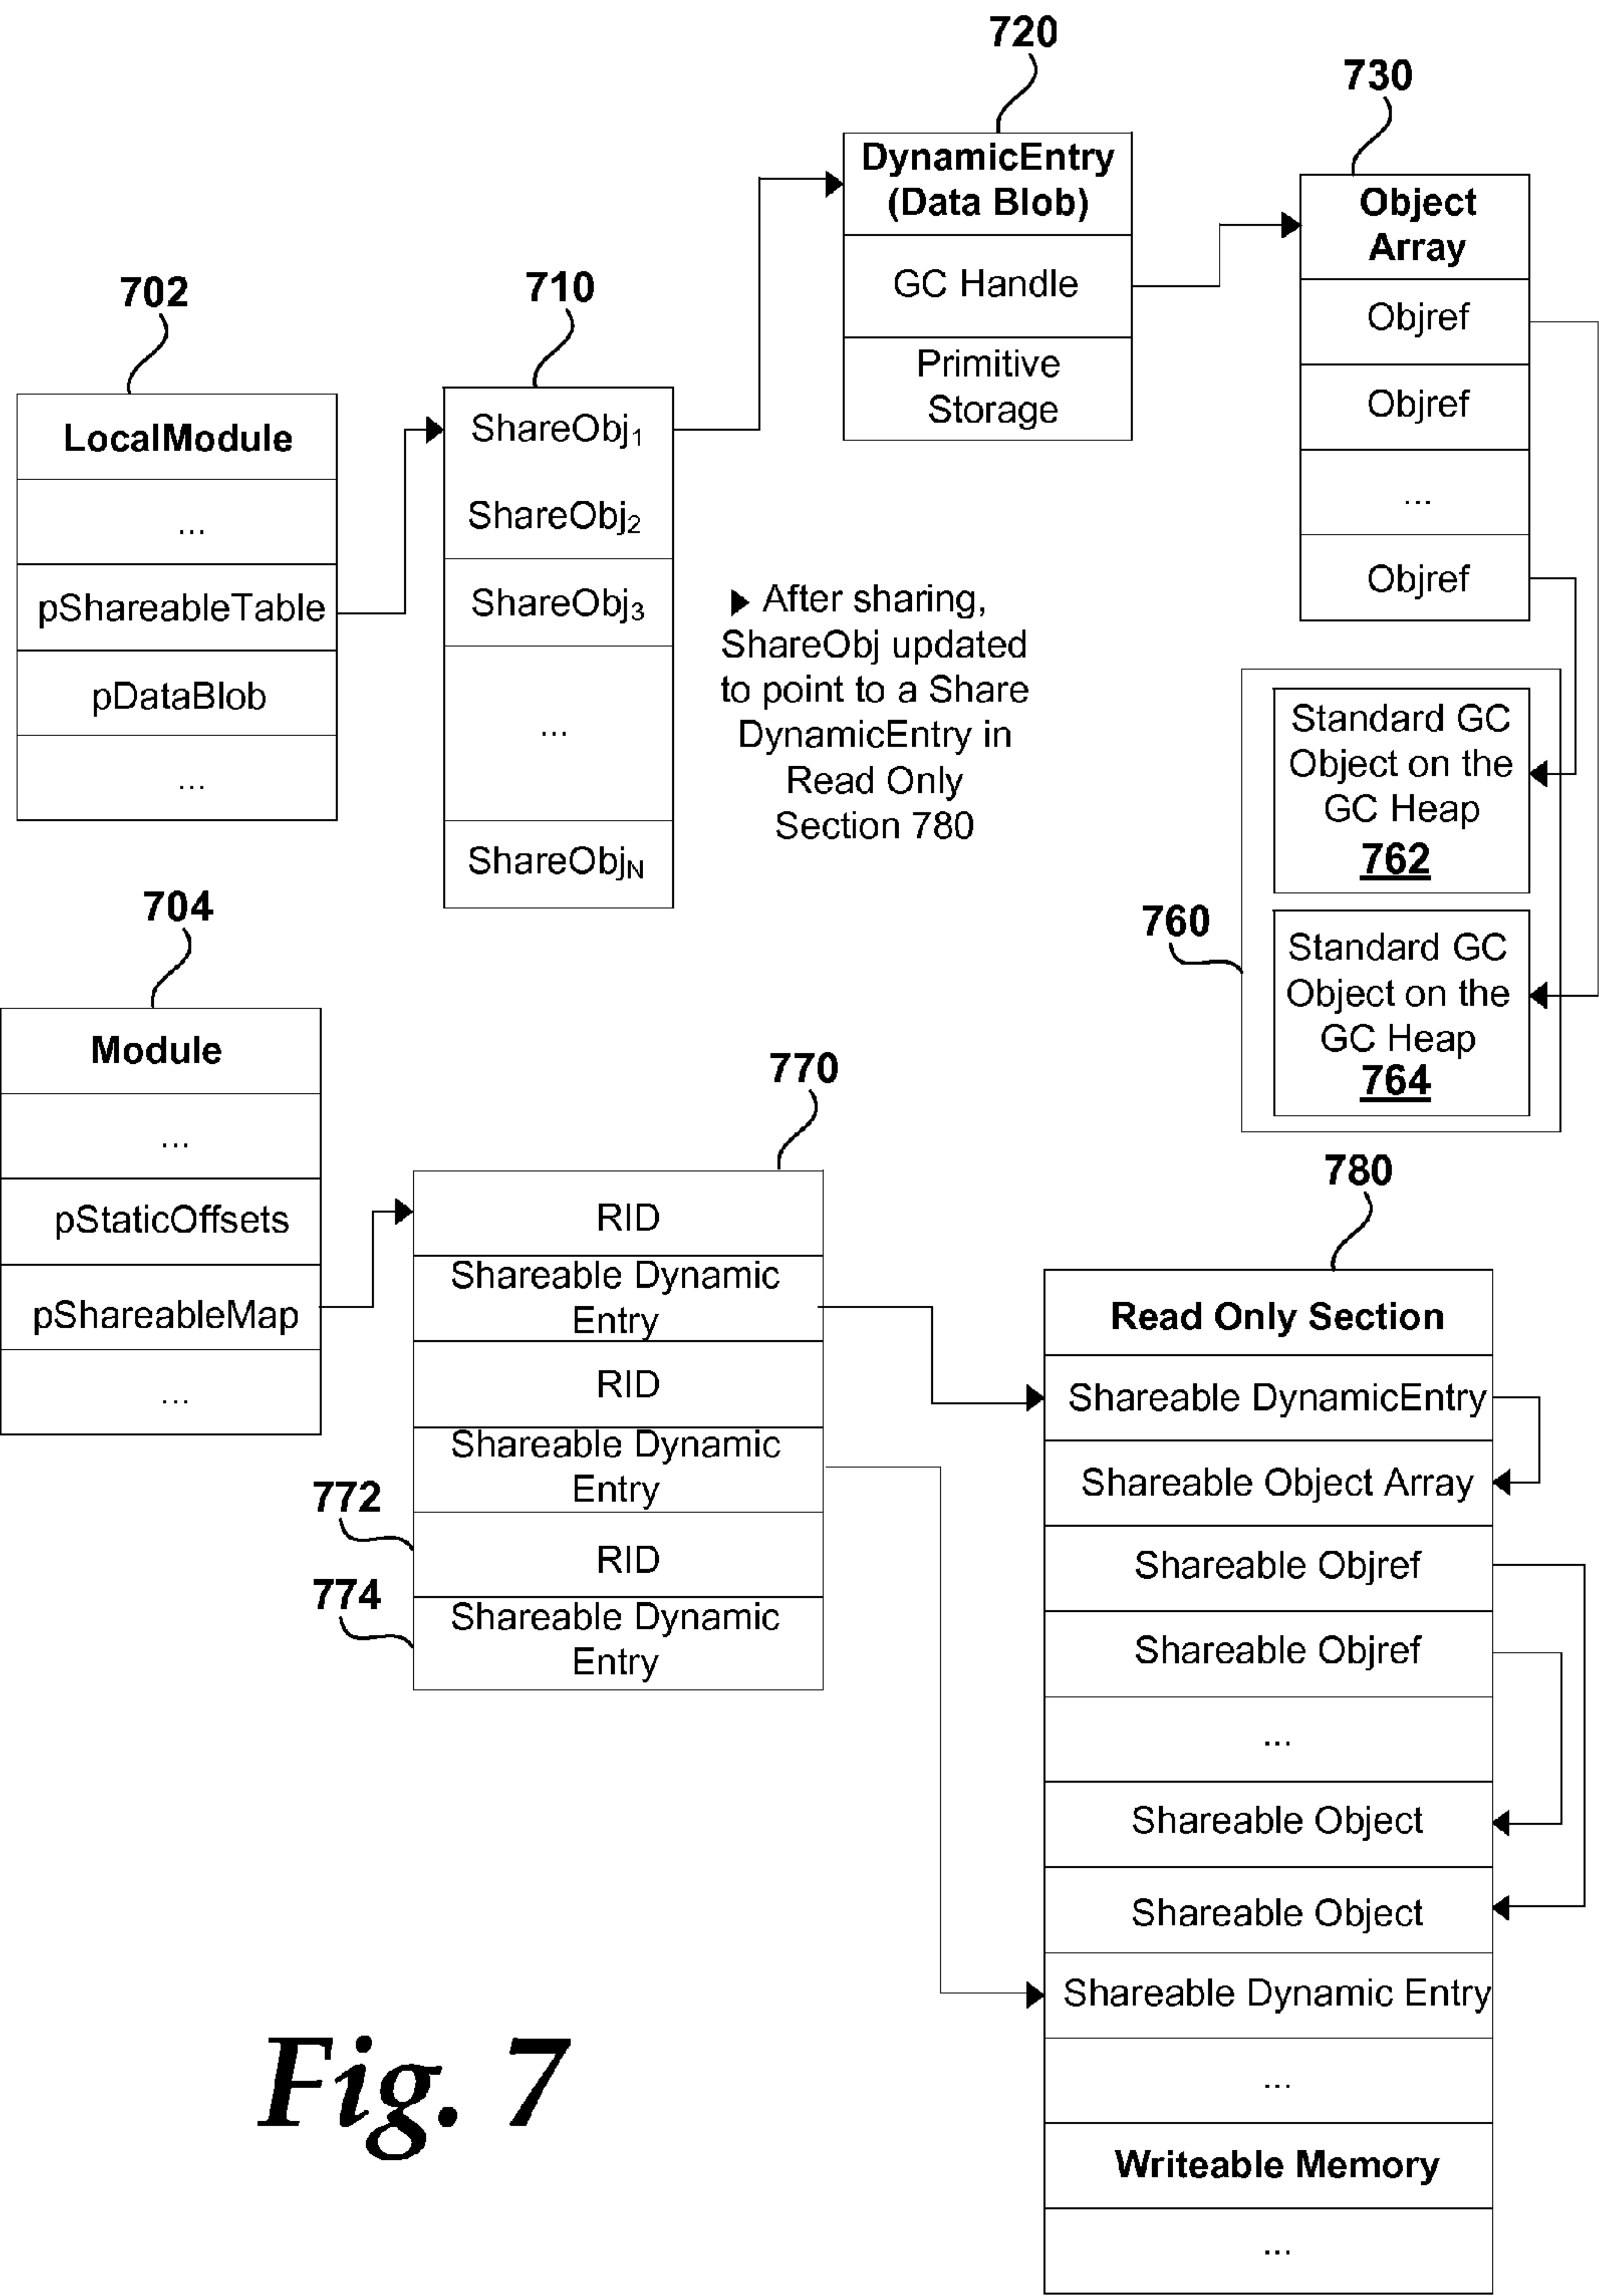 720
730
DynamicEntry
(Data Blob)
GC Handle
Primitive
Storage
Object
Array
Objref
Objref
...
Objref
702
LocalModule
...
pShareableTable
pDataBlob
...
710
ShareObj1
ShareObj2
ShareObj3
...
ShareObjN
▶ After sharing,
ShareObj updated
to point to a Share
DynamicEntry in
Read Only
Section 780
760
Standard GC
Object on the
GC Heap
762
Standard GC
Object on the
GC Heap
764
704
Module
...
pStaticOffsets
pShareableMap
...
770
RID
Shareable Dynamic
Entry
RID
Shareable Dynamic
Entry
772
RID
774
Shareable Dynamic
Entry
780
Read Only Section
Shareable DynamicEntry
Shareable Object Array
Shareable Objref
Shareable Objref
...
Shareable Object
Shareable Object
Shareable Dynamic Entry
...
Writeable Memory
...
Fig. 7